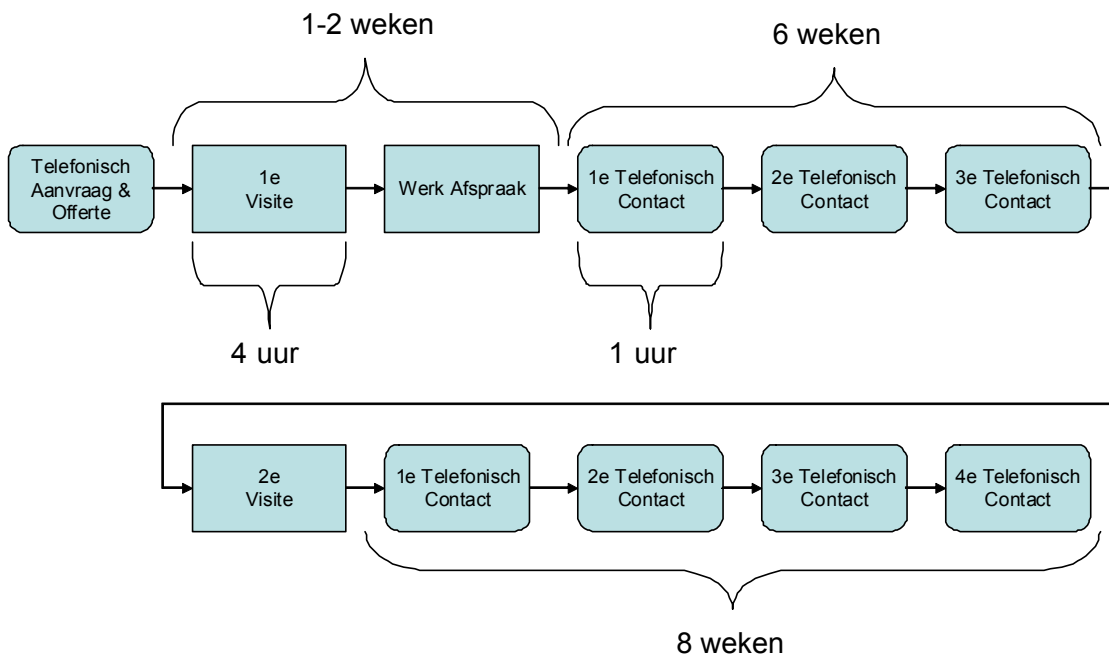 1-2 weken
6 weken
Telefonisch
Aanvraag &
Offerte
1e
Visite
Werk Afspraak
1e Telefonisch
Contact
2e Telefonisch
Contact
3e Telefonisch
Contact
4 uur
1 uur
2e
Visite
1e Telefonisch
Contact
2e Telefonisch
Contact
3e Telefonisch
Contact
4e Telefonisch
Contact
8 weken